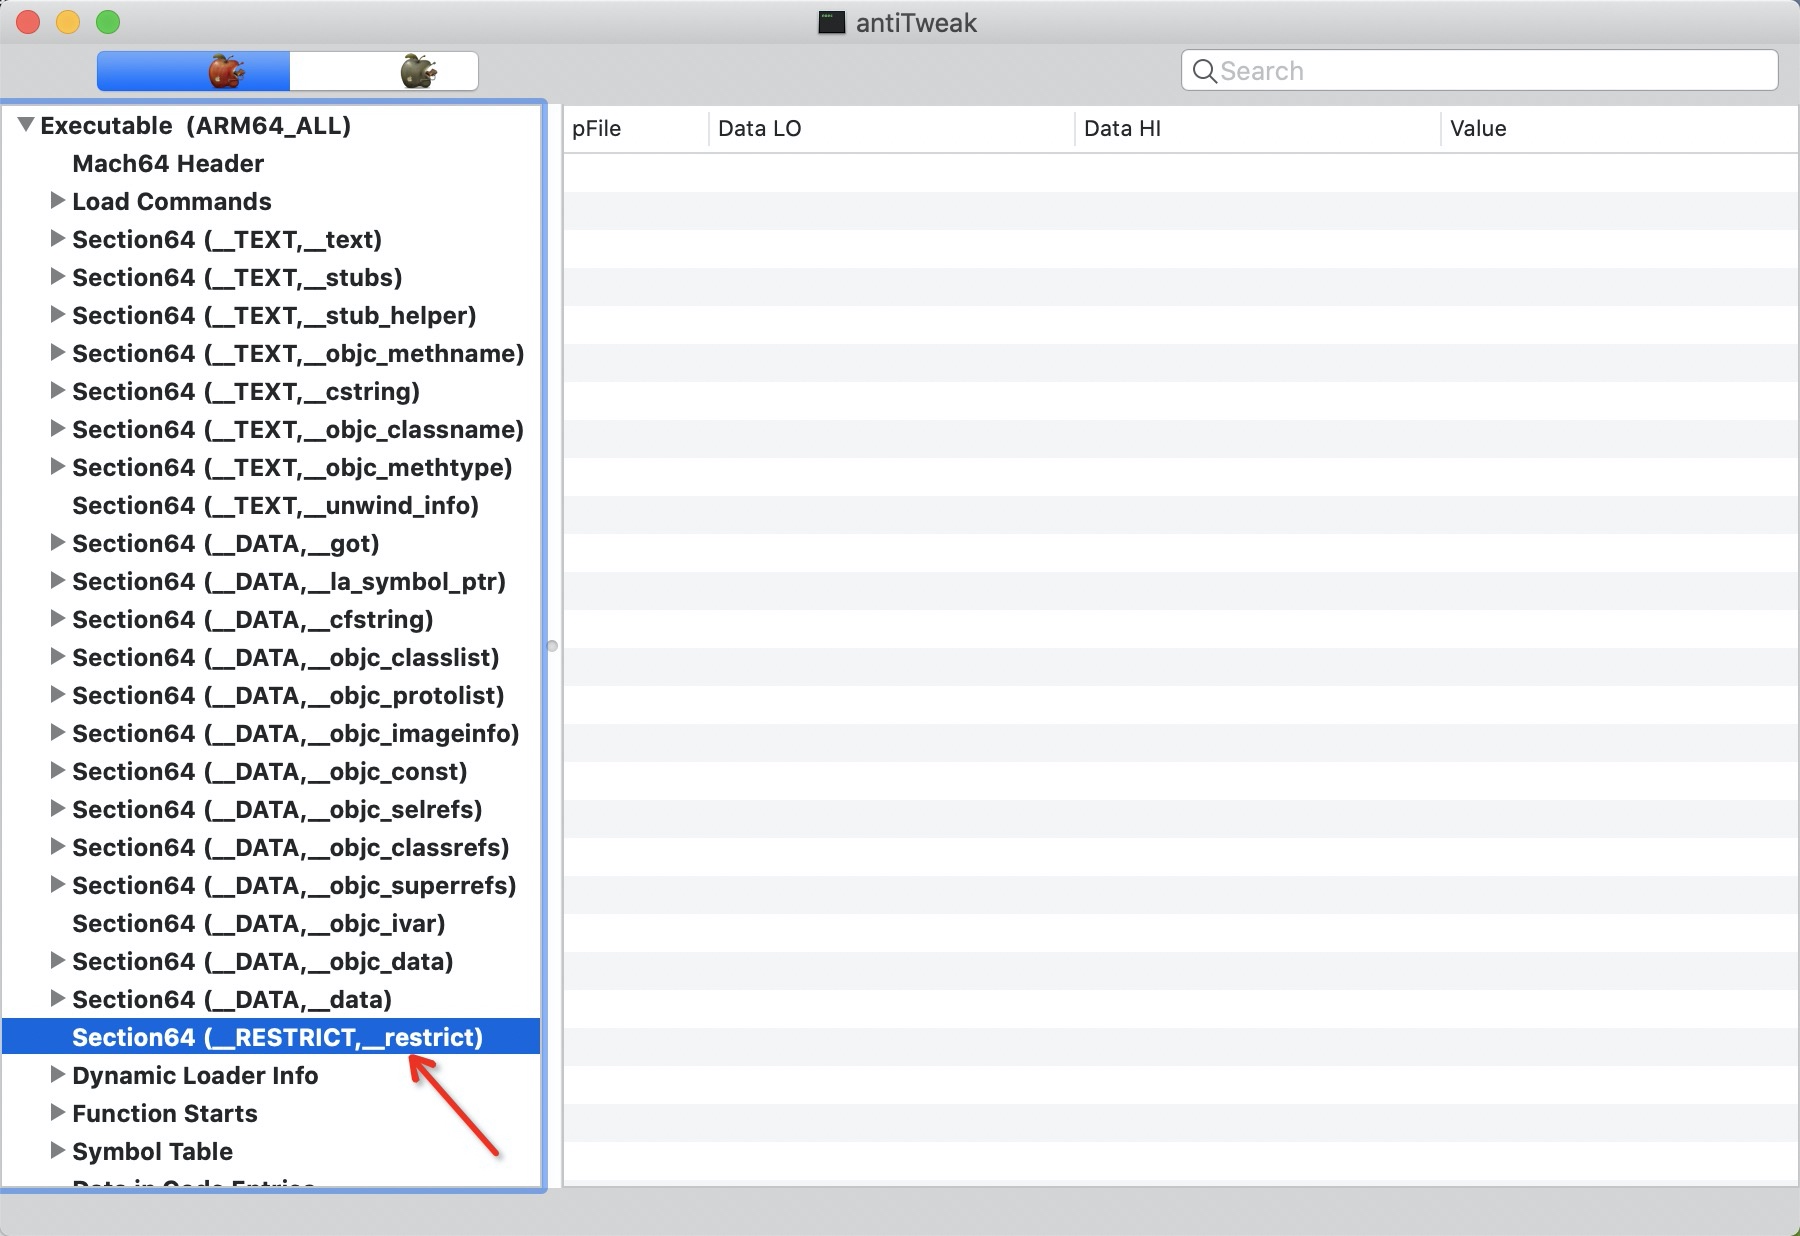 antiTweak
Search
Executable (ARM64_ALL)
Mach64 Header
Load Commands
Section64 (__TEXT,__text)
Section64 (__TEXT,__stubs)
Section64 (__TEXT,__stub_helper)
Section64 (__TEXT,__objc_methname)
Section64 (__TEXT,__cstring)
Section64 (__TEXT,__objc_classname)
Section64 (__TEXT,__objc_methtype)
Section64 (__TEXT,__unwind_info)
Section64 (__DATA,__got)
Section64 (__DATA,__la_symbol_ptr)
Section64 (__DATA,__cfstring)
Section64 (__DATA,__objc_classlist)
Section64 (__DATA,__objc_protolist)
Section64 (__DATA,__objc_imageinfo)
Section64 (__DATA,__objc_const)
Section64 (__DATA,__objc_selrefs)
Section64 (__DATA,__objc_classrefs)
Section64 (__DATA,__objc_superrefs)
Section64 (__DATA,__objc_ivar)
Section64 (__DATA,__objc_data)
Section64 (__DATA,__data)
Section64 (__RESTRICT,__restrict)
Dynamic Loader Info
Function Starts
Symbol Table
Data in Code Entries
pFile Data LO Data HI Value